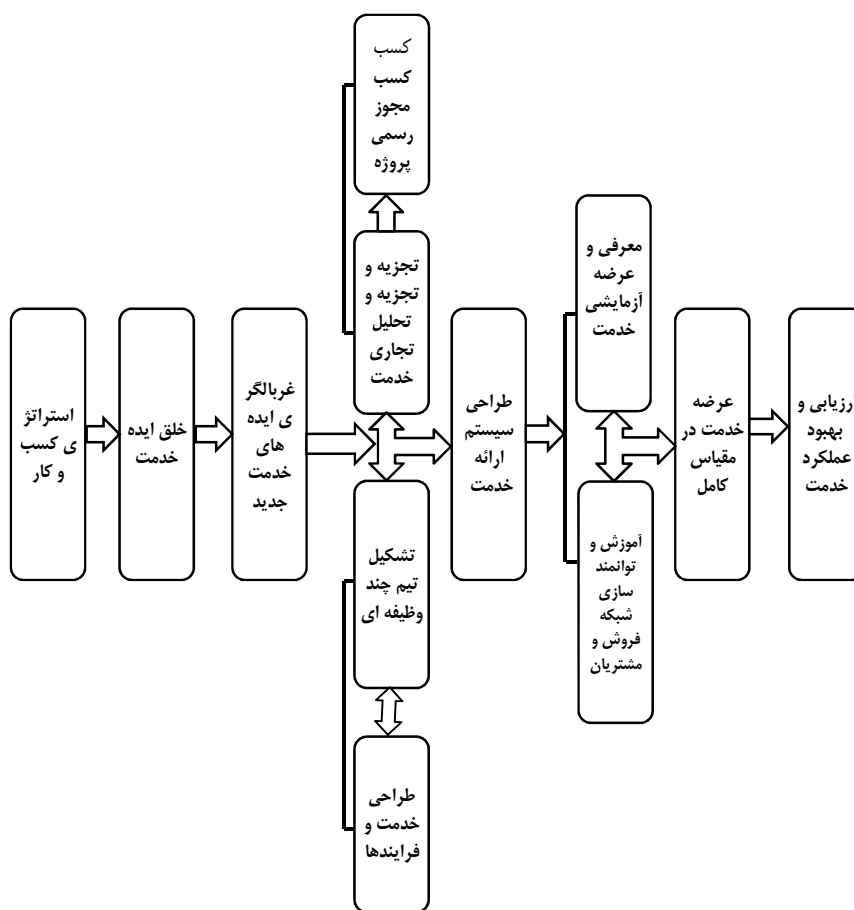 کسب
کسب
مجوز
رسمی
پروژه
معرفی و
عرضه
آزمایشی
خدمت
تجزیه و
تجزیه و
تحلیل
تجاری
خدمت
استراتژ
ی کسب
و کار
خلق ایده
خدمت
غربالگر
ی ایده
های
خدمت
جدید
طراحی
سیستم
ارائه
خدمت
عرضه
خدمت در
مقیاس
کامل
ارزیابی و
بهبود
عملکرد
خدمت
تشکیل
تیم چند
وظیفه ای
آموزش و
توانمند
سازی
شبکه
فروش و
مشتریان
طراحی
خدمت و
فرایندها